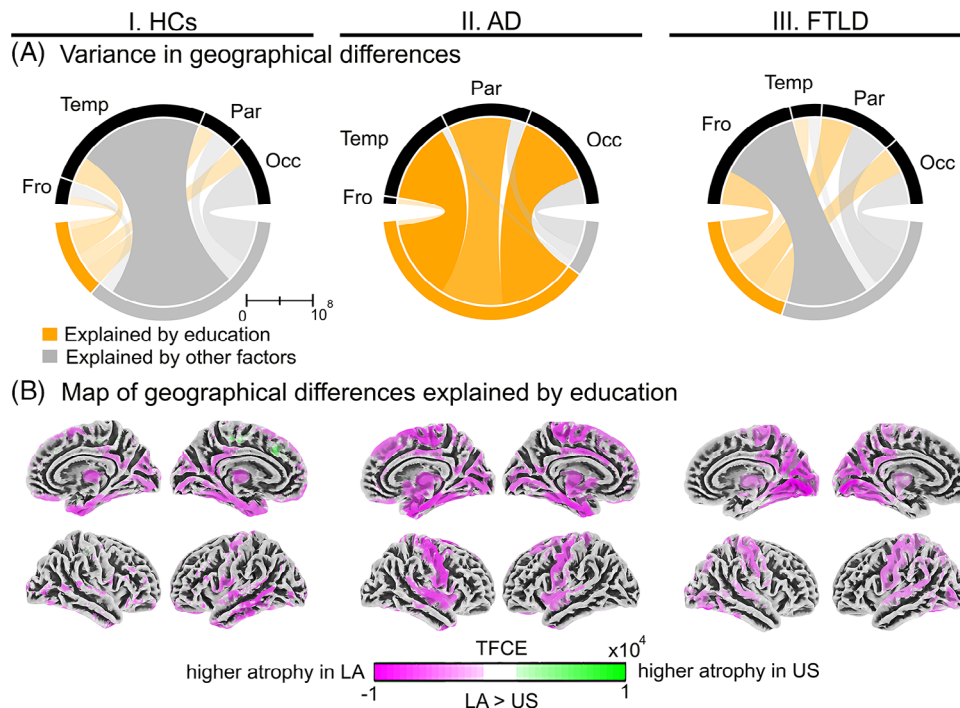 I. HCs
II. AD
III. FTLD
(A) Variance in geographical differences
Temp
Par
Occ
Fro
Par
Temp
Occ
Fro
Temp
Par
Fro
Occ
0 10 8
Explained by education
Explained by other factors
(B) Map of geographical differences explained by education
TFCE
×10 4
higher atrophy in LA
higher atrophy in US
-1
LA > US
1